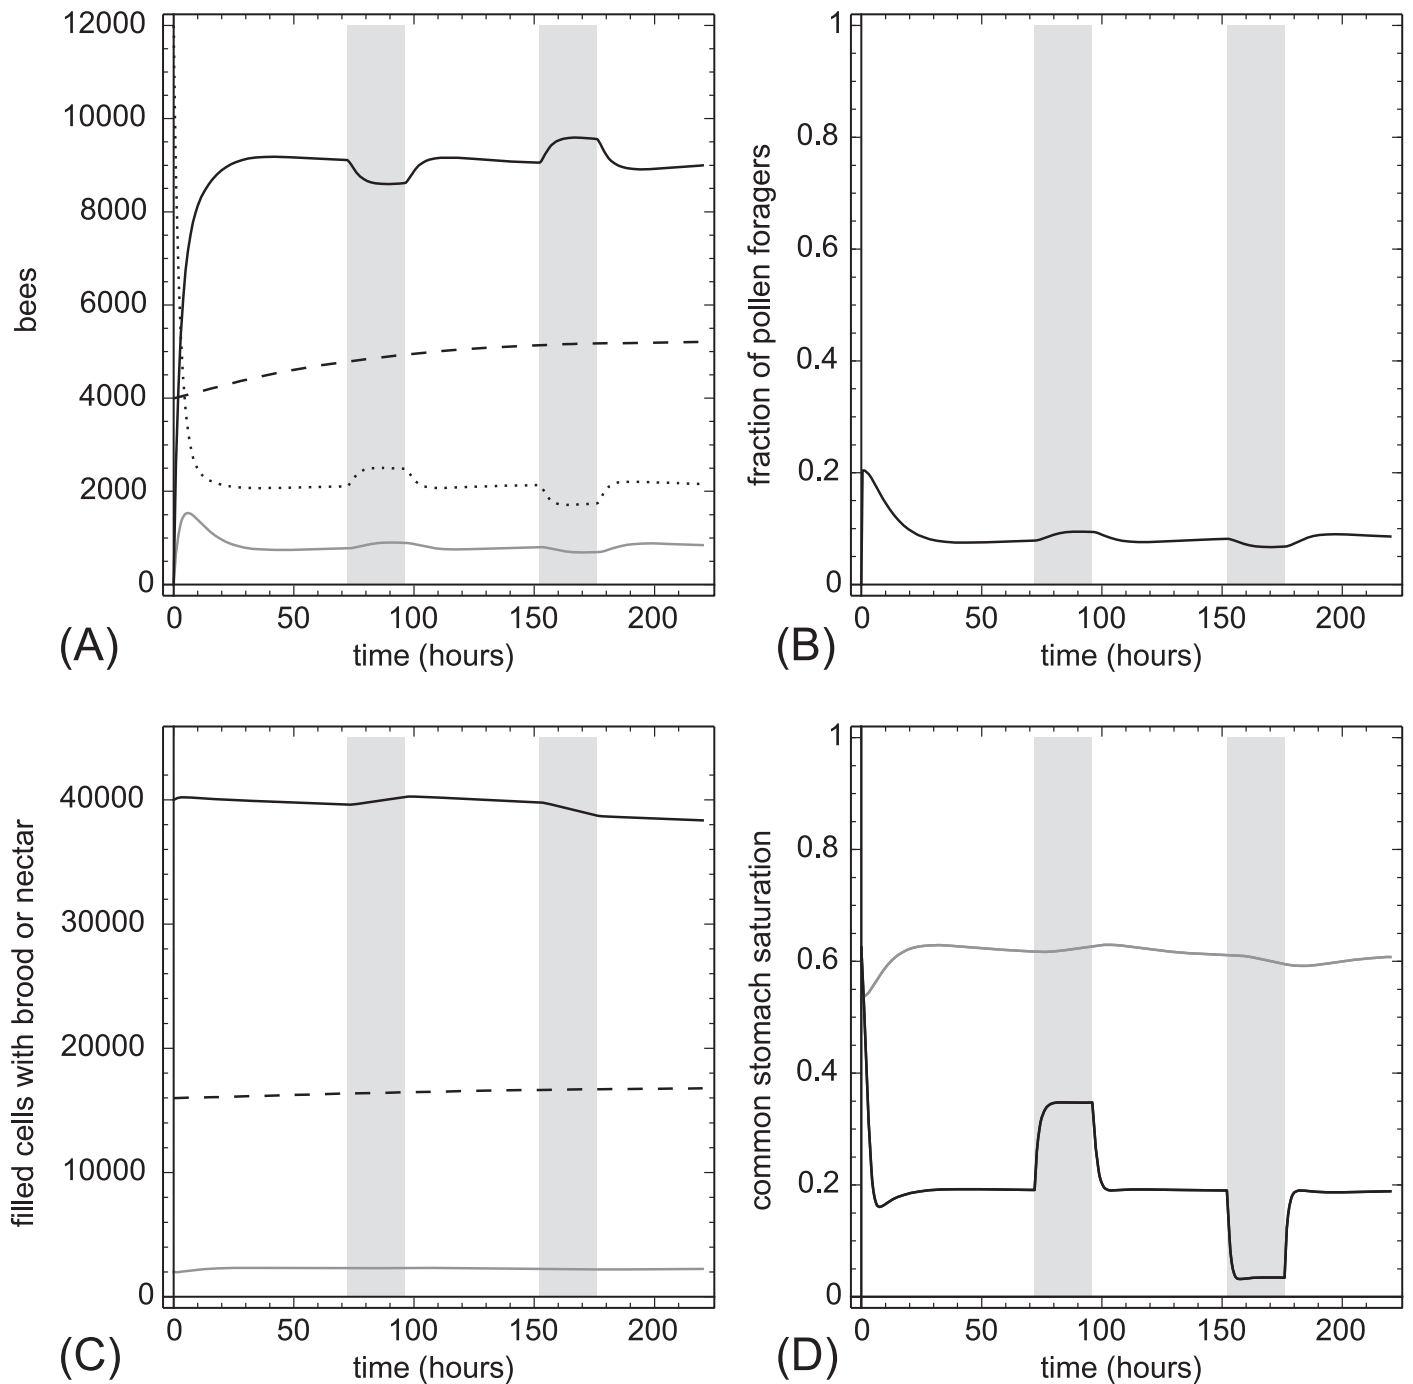 12000
10000
8000
6000
4000
2000
0
bees
0 50 100 150 200
time (hours)
(A)
1
0.8
0.6
0.4
0.2
0
fraction of pollen foragers
0 50 100 150 200
time (hours)
(B)
40000
30000
20000
10000
0
filled cells with brood or nectar
0 50 100 150 200
time (hours)
(C)
1
0.8
0.6
0.4
0.2
0
common stomach saturation
0 50 100 150 200
time (hours)
(D)